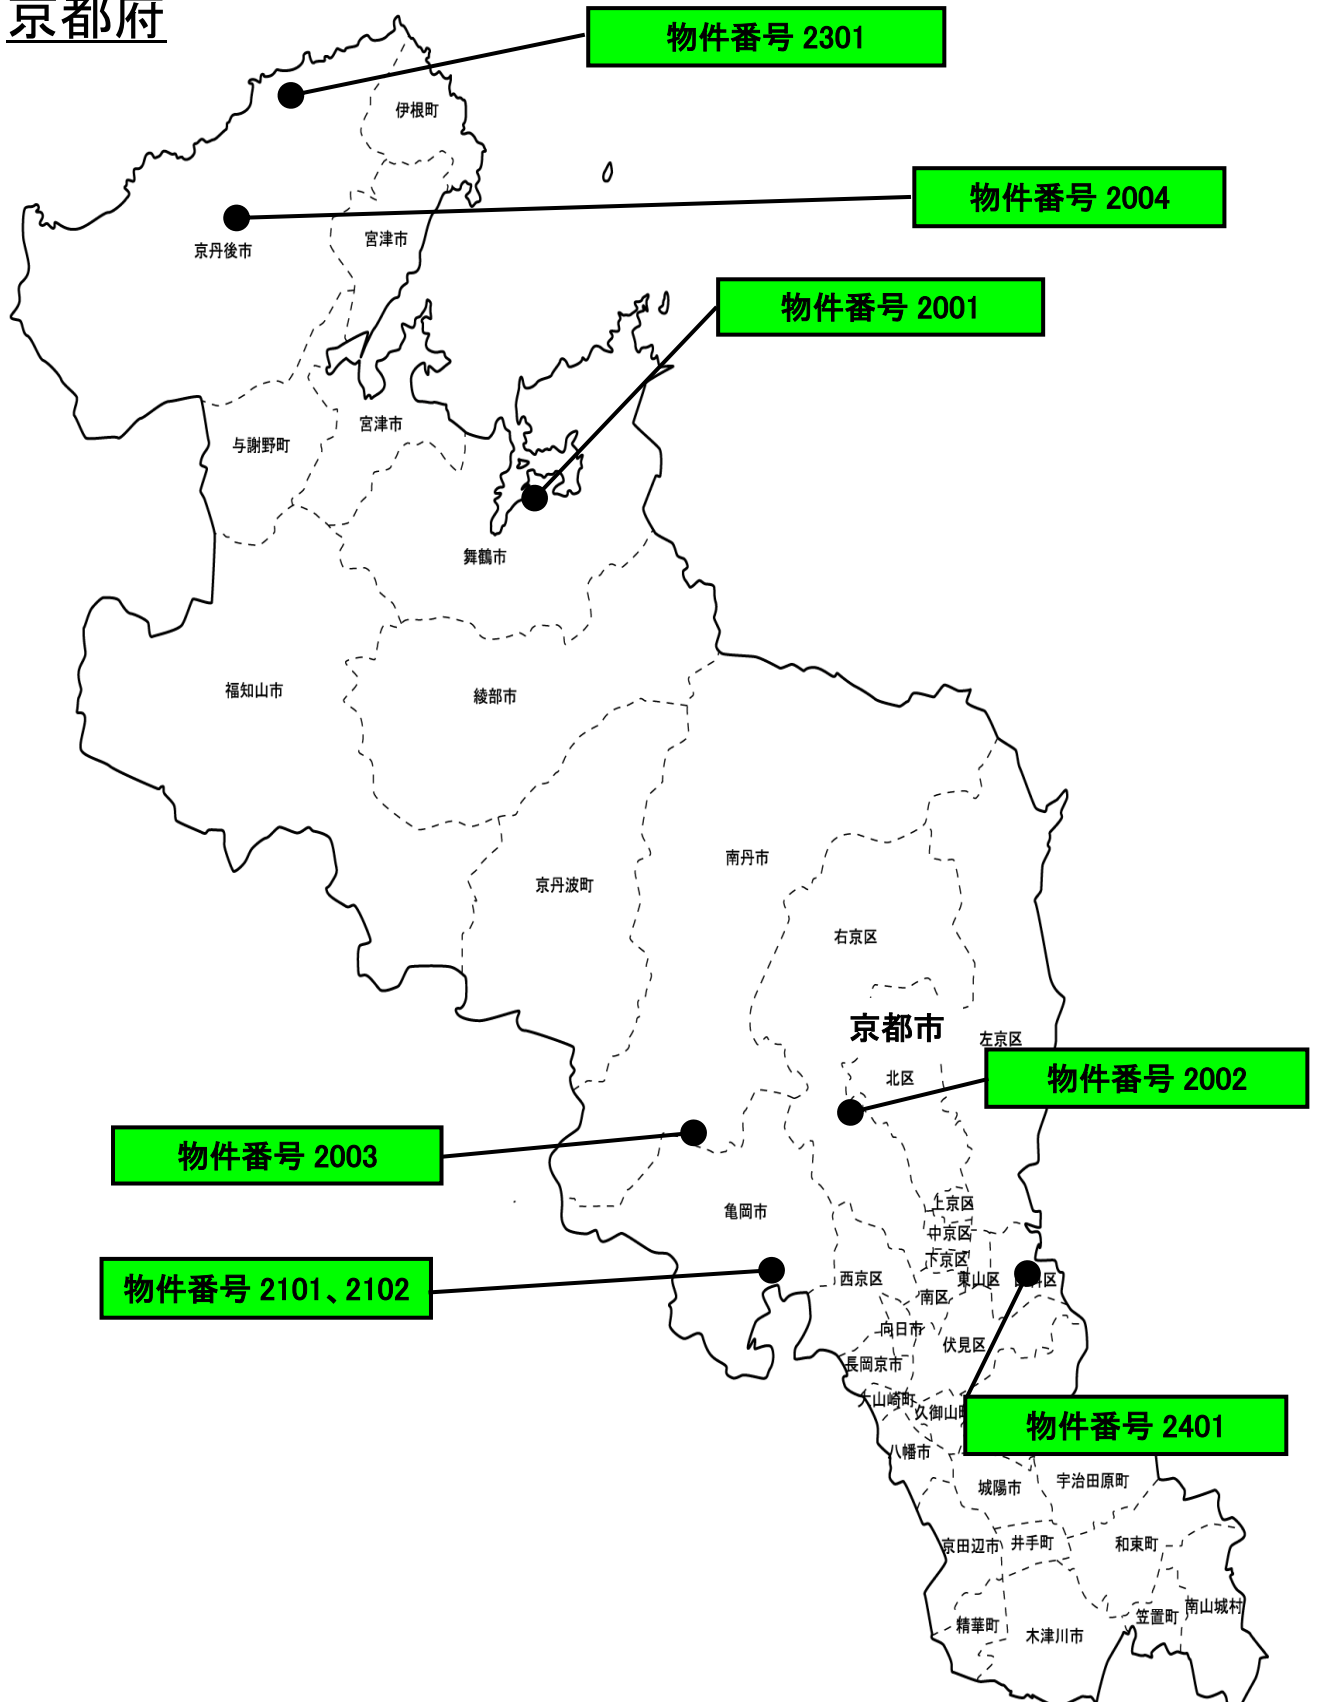 京都府
物件番号 2301
伊根町
物件番号 2004
宮津市
京丹後市
物件番号 2001
宮津市
与謝野町
舞鶴市
福知山市
綾部市
南丹市
京丹波町
右京区
京都市
左京区
北区
物件番号 2002
物件番号 2003
上京区
亀岡市
中京区
下京区
西京区
東山区
物件番号 2101、2102
南区
向日市
伏見区
長岡京市
大山崎町
久御山町
物件番号 2401
八幡市
城陽市
宇治田原町
京田辺市
井手町
和束町
南山城村
笠置町
精華町
木津川市